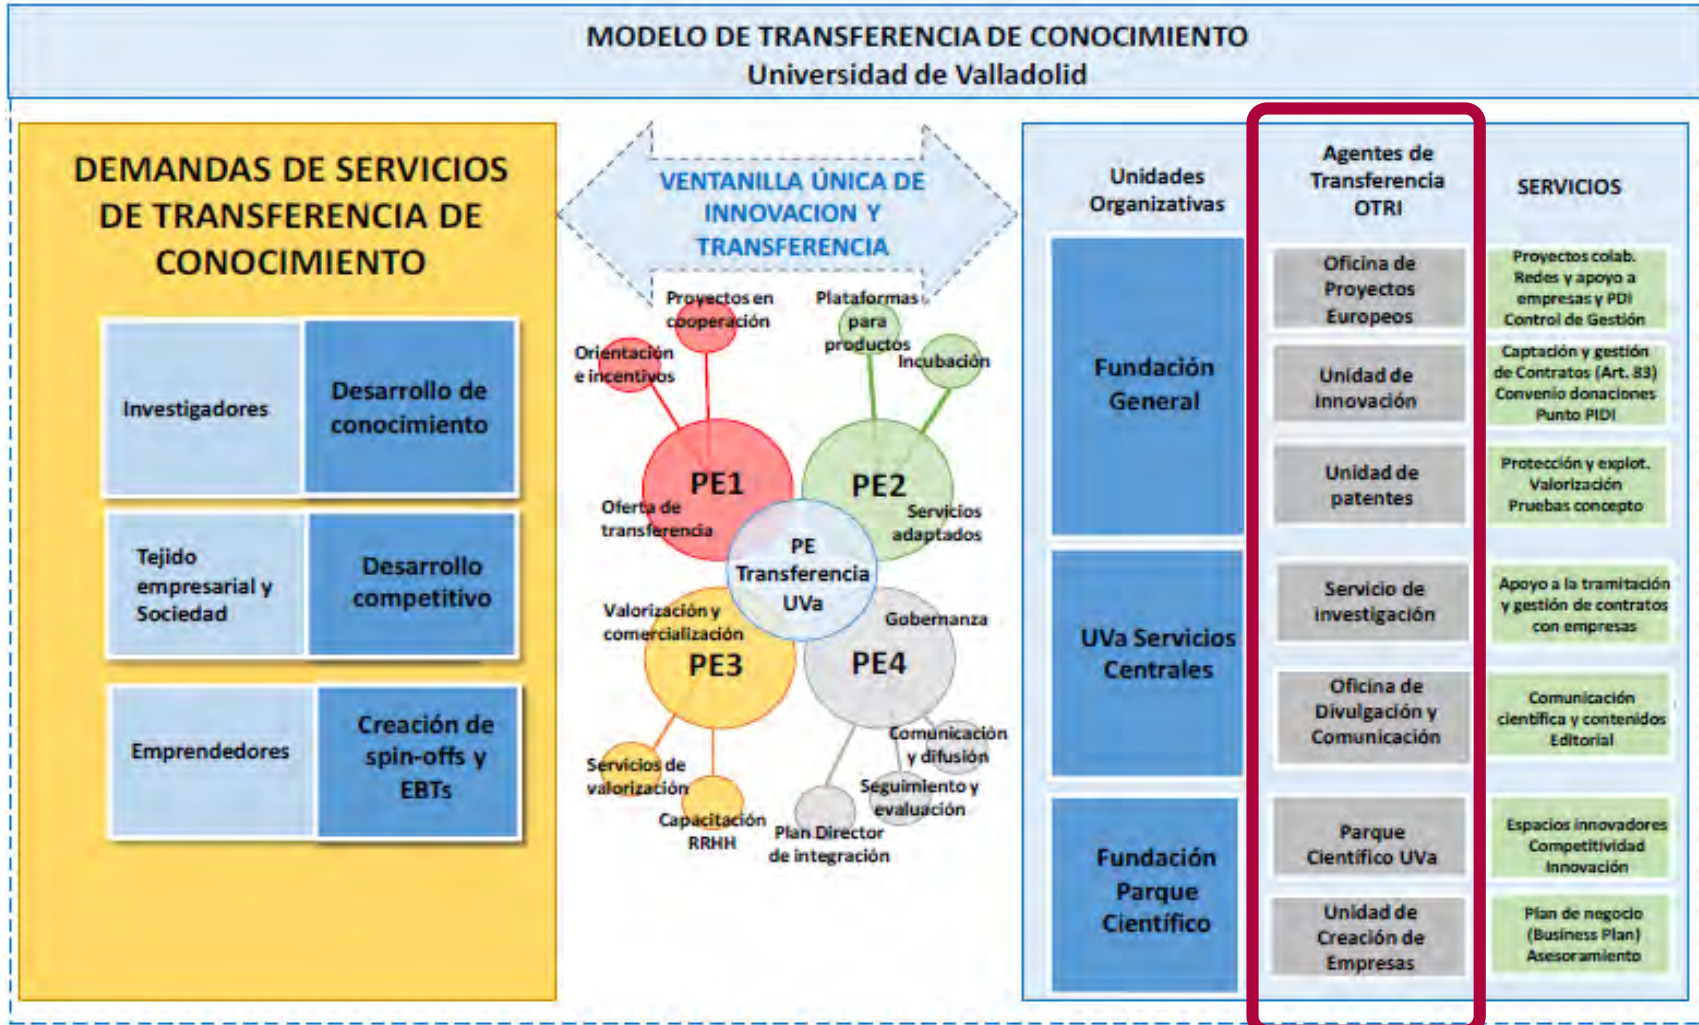 MODELO DE TRANSFERENCIA DE CONOCIMIENTO
Universidad de Valladolid
DEMANDAS DE SERVICIOS
DE TRANSFERENCIA DE
CONOCIMIENTO
Investigadores
Desarrollo de
conocimiento
Tejido
empresarial y
Sociedad
Desarrollo
competitivo
Emprendedores
Creación de
spin-offs y
EBTs
VENTANILLA ÚNICA DE
INNOVACION Y
TRANSFERENCIA
Proyectos en
cooperación
Orientación
e incentivos
PE1
Oferta de
transferencia
Plataformas
para
productos
Incubación
PE2
Servicios
adaptados
PE
Transferencia
UVa
Valorización y
comercialización
PE3
Servicios de
valorización
Capacitación
RRHH
Gobernanza
PE4
Comunicación
y difusión
Seguimiento y
evaluación
Plan Director
de integración
Unidades
Organizativas
Agentes de
Transferencia
OTRI
SERVICIOS
Fundación
General
Oficina de
Proyectos
Europeos
Proyectos colab.
Redes y apoyo a
empresas y PDI
Control de Gestión
Unidad de
Innovación
Captación y gestión
de Contratos (Art. 83)
Convenio donaciones
Punto PIDI
Unidad de
patentes
Protección y explot.
Valorización
Pruebas concepto
UVa Servicios
Centrales
Servicio de
investigación
Apoyo a la tramitación
y gestión de contratos
con empresas
Oficina de
Divulgación y
Comunicación
Comunicación
científica y contenidos
Editorial
Fundación
Parque
Científico
Parque
Científico UVa
Espacios innovadores
Competitividad
Innovación
Unidad de
Creación de
Empresas
Plan de negocio
(Business Plan)
Asesoramiento